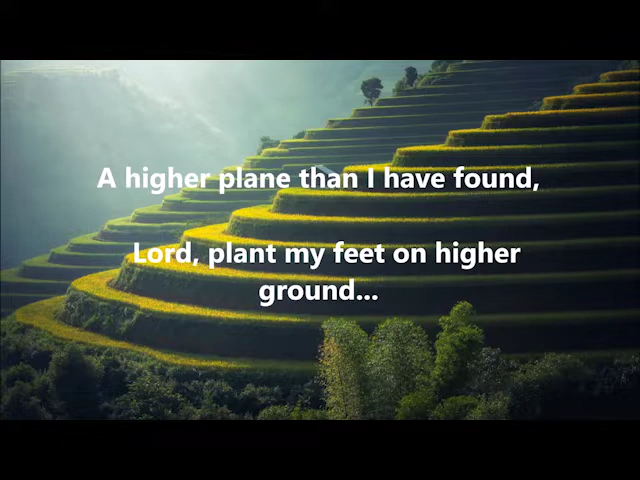 A higher plane than I have found,
Lord, plant my feet on higher
ground...